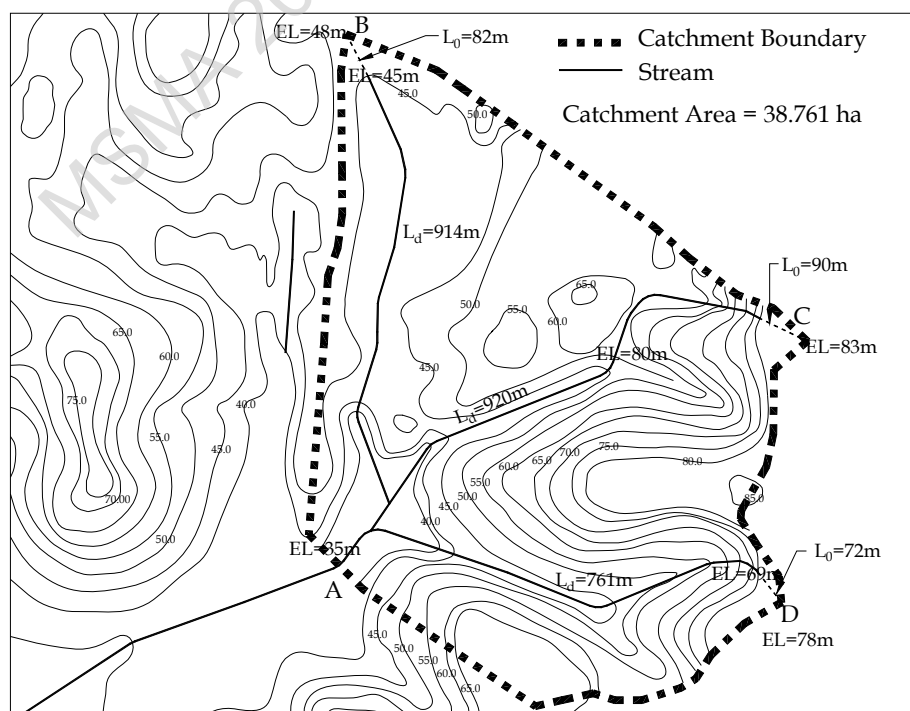 MSMA 20
EL=48m
B
L₀=82m
Catchment Boundary
EL=45m
Stream
45.0
50.0
Catchment Area = 38.761 ha
L_d=914m
L₀=90m
65.0
50.0
55.0
60.0
C
65.0
EL=83m
60.0
EL=80m
45.0
75.0
40.0
L_d=920m
55.0
45.0
75.0
70.0
65.0
80.0
60.0
55.0
70.00
50.0
85.0
45.0
40.0
50.0
EL=35m
L₀=72m
EL=69m
A
L_d=761m
D
45.0
EL=78m
50.0
55.0
60.0
65.0